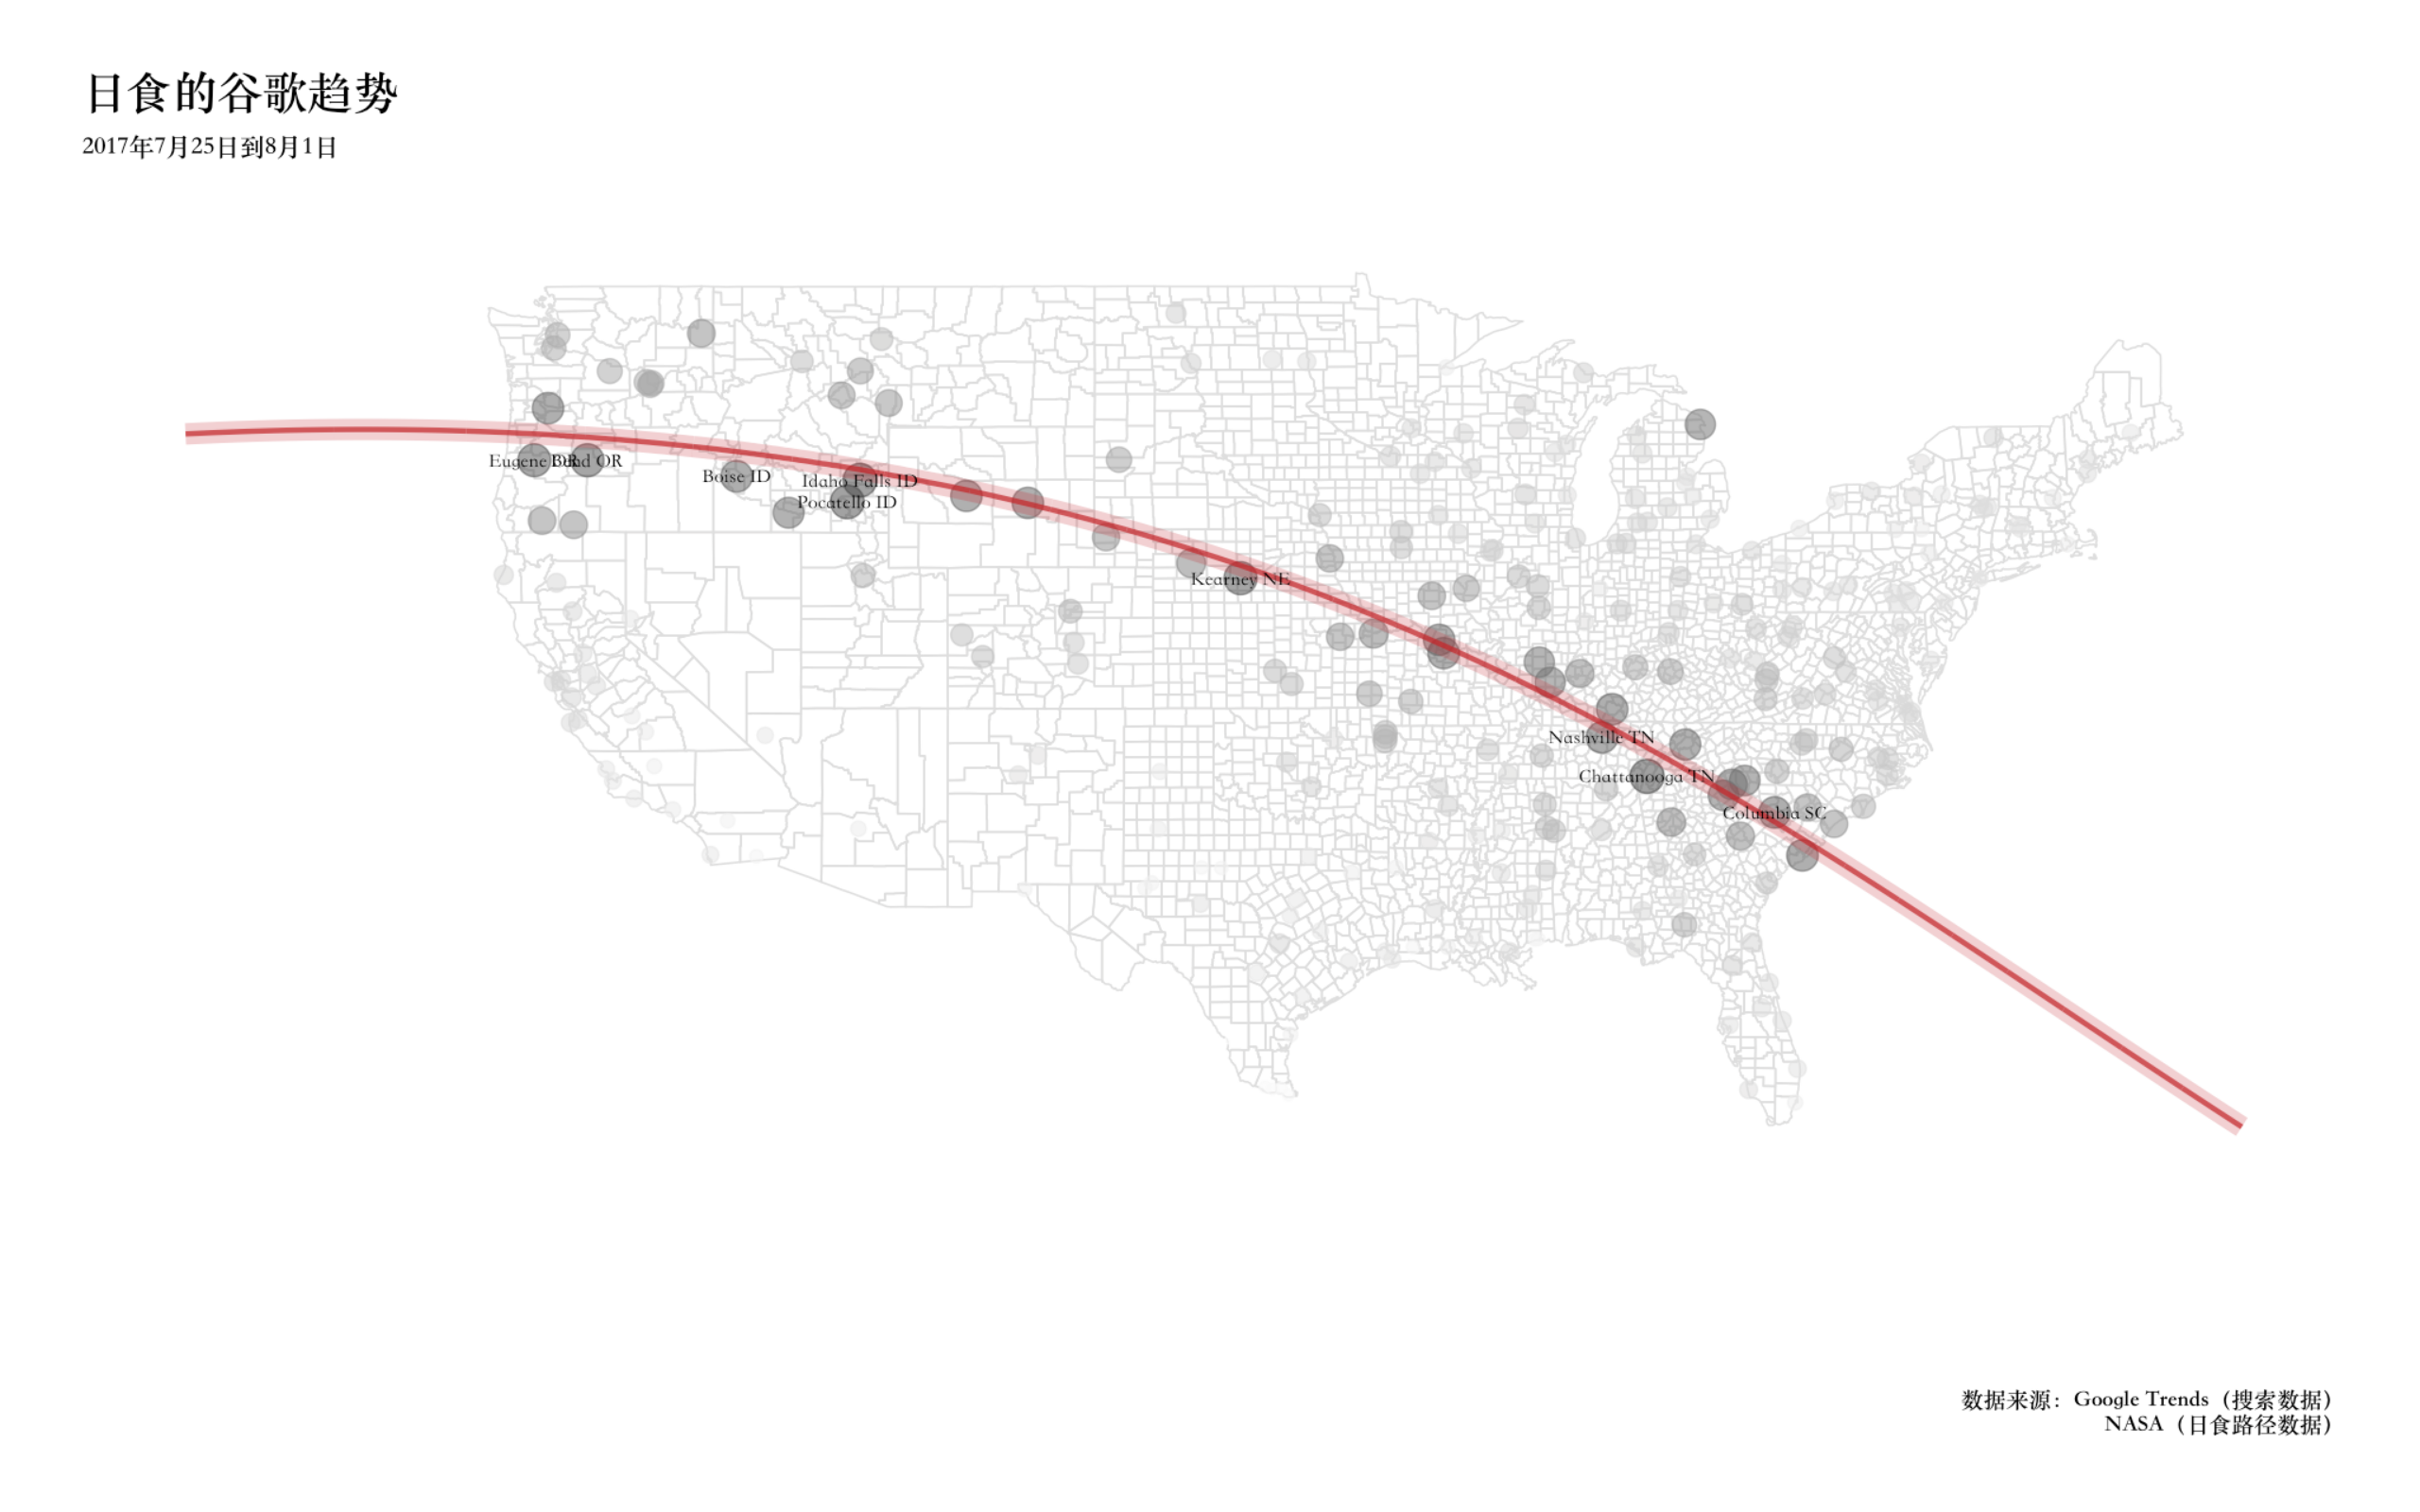 日食的谷歌趋势
2017年7月25日到8月1日
Eugene OR
Bend OR
Boise ID
Idaho Falls ID
Pocatello ID
Kearney NE
Nashville TN
Chattanooga TN
Columbia SC
数据来源：Google Trends（搜索数据）
NASA（日食路径数据）